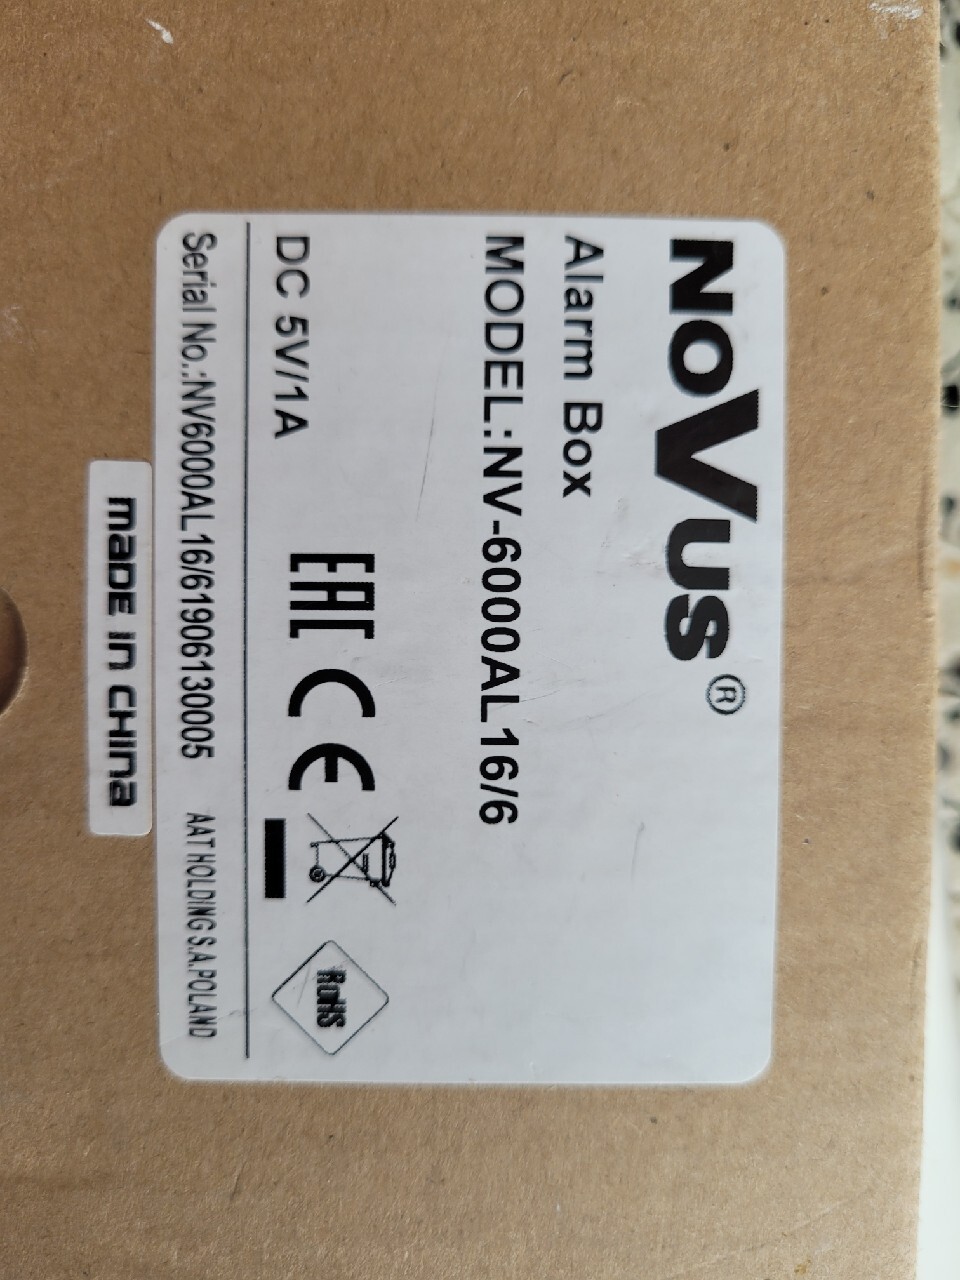 NOVUS®
Alarm Box
MODEL:NV-6000AL16/6
DC 5V/1A
EAC CE
RoHS
Serial No.:NV6000AL16/61906130005 AAT HOLDING S.A.POLAND
made in china